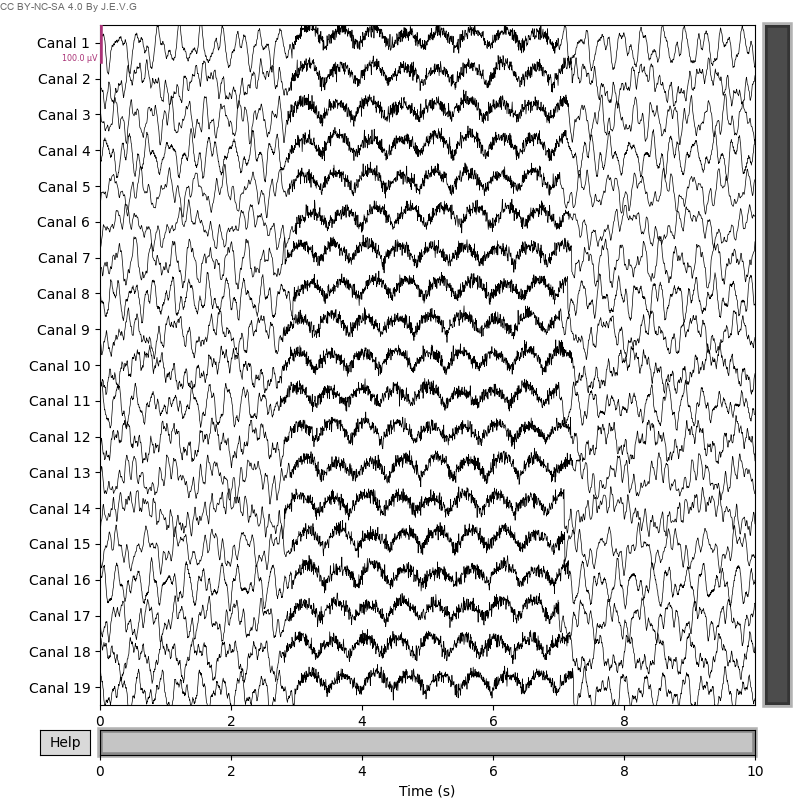 CC BY-NC-SA 4.0 By J.E.V.G
Canal 1
100.0 µV
Canal 2
Canal 3
Canal 4
Canal 5
Canal 6
Canal 7
Canal 8
Canal 9
Canal 10
Canal 11
Canal 12
Canal 13
Canal 14
Canal 15
Canal 16
Canal 17
Canal 18
Canal 19
0 2 4 6 8
Help
0 2 4 6 8 10
Time (s)